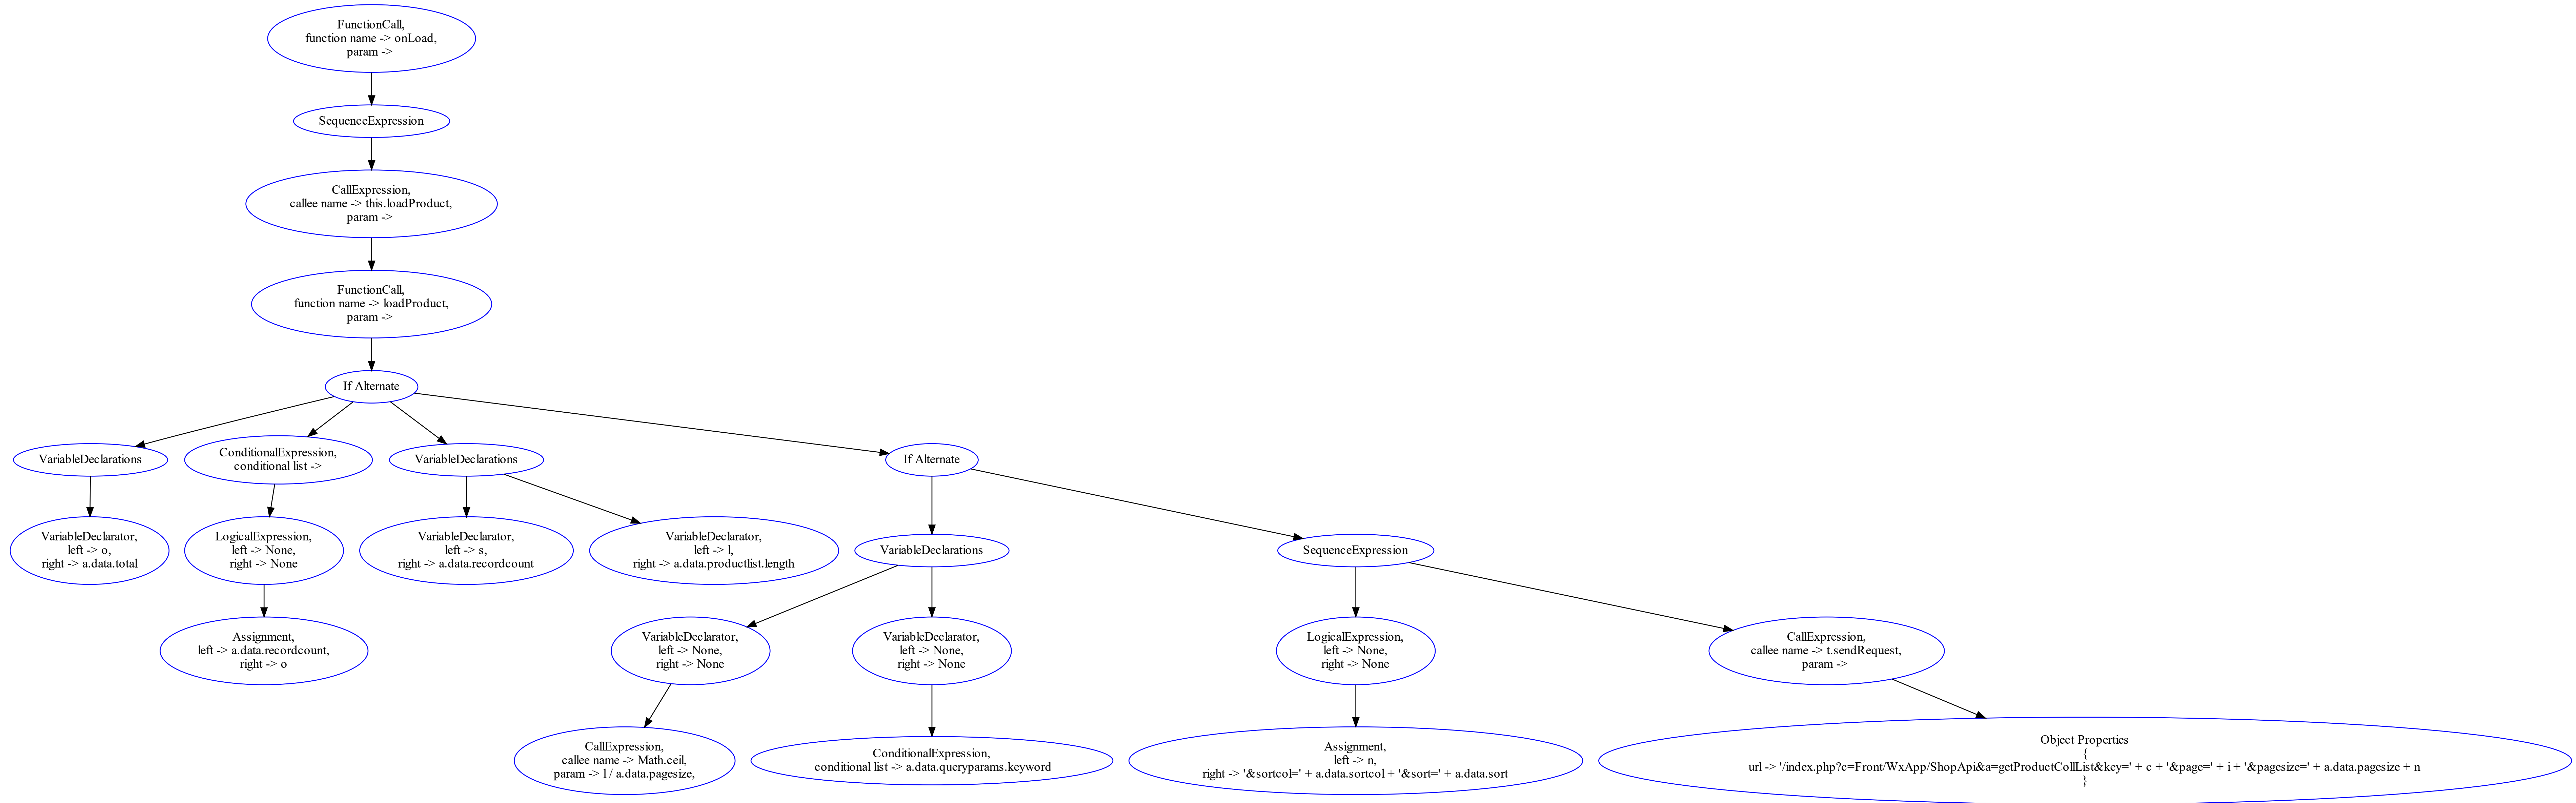 FunctionCall,
function name -> onLoad,
param ->
SequenceExpression
CallExpression,
callee name -> this.loadProduct,
param ->
FunctionCall,
function name -> loadProduct,
param ->
If Alternate
VariableDeclarations
ConditionalExpression,
conditional list ->
VariableDeclarations
If Alternate
VariableDeclarator,
left -> o,
right -> a.data.total
LogicalExpression,
left -> None,
right -> None
VariableDeclarator,
left -> s,
right -> a.data.recordcount
VariableDeclarator,
left -> l,
right -> a.data.productlist.length
VariableDeclarations
SequenceExpression
Assignment,
left -> a.data.recordcount,
right -> o
VariableDeclarator,
left -> None,
right -> None
VariableDeclarator,
left -> None,
right -> None
LogicalExpression,
left -> None,
right -> None
CallExpression,
callee name -> t.sendRequest,
param ->
CallExpression,
callee name -> Math.ceil,
param -> l / a.data.pagesize,
ConditionalExpression,
conditional list -> a.data.queryparams.keyword
Assignment,
left -> n,
right -> '&sortcol=' + a.data.sortcol + '&sort=' + a.data.sort
Object Properties
{
url -> '/index.php?c=Front/WxApp/ShopApi&a=getProductCollList&key=' + c + '&page=' + i + '&pagesize=' + a.data.pagesize + n
}